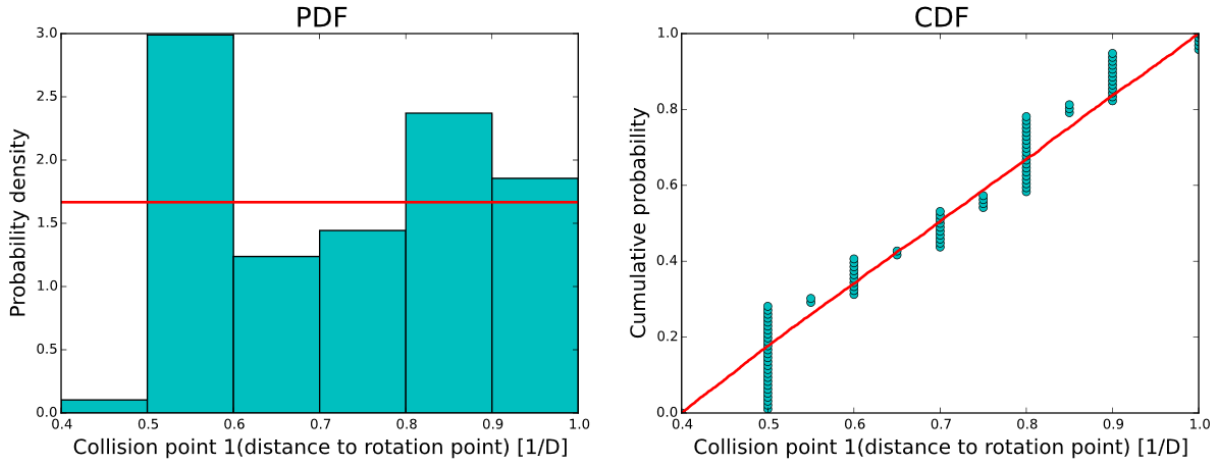 PDF
Probability density
3.0
2.5
2.0
1.5
1.0
0.5
0.0
0.4 0.5 0.6 0.7 0.8 0.9 1.0
Collision point 1(distance to rotation point) [1/D]
CDF
Cumulative probability
1.0
0.8
0.6
0.4
0.2
0.0
0.4 0.5 0.6 0.7 0.8 0.9 1.0
Collision point 1(distance to rotation point) [1/D]